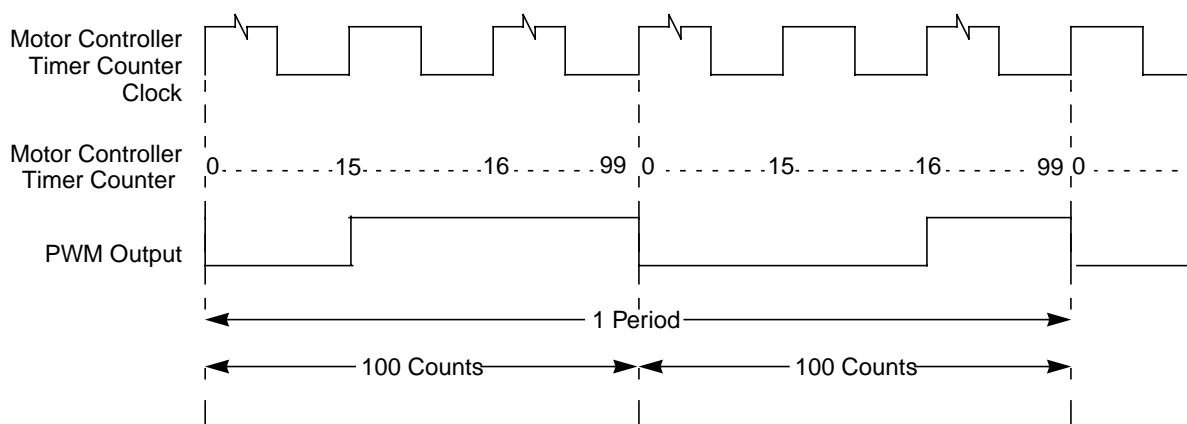 Motor Controller
Timer Counter
Clock
Motor Controller
Timer Counter
0 15 16 99 0 15 16 99 0
PWM Output
1 Period
100 Counts 100 Counts